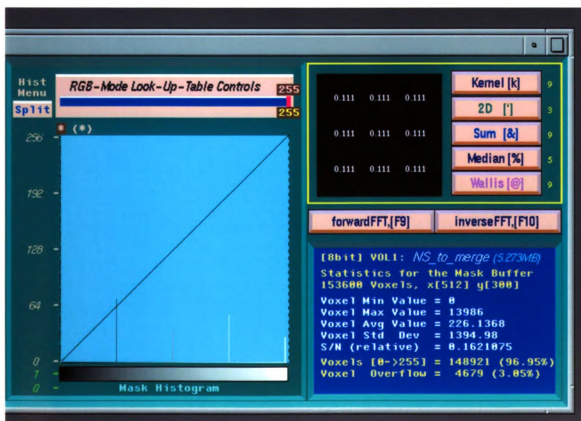 Hist
Menu
Split
RGB-Mode Look-Up-Table Controls
255
255
* (*)
256
192
128
64
0
1
0
Mask Histogram
0.111 0.111 0.111
0.111 0.111 0.111
0.111 0.111 0.111
Kernel [k] 9
2D ['] 3
Sum [&] 9
Median [%] 5
Wallis [@] 9
forwardFFT,[F9]
inverseFFT,[F10]
[8bit] VOL1: NS_to_merge (5.273MB)
Statistics for the Mask Buffer
153600 Voxels, x[512] y[300]
Voxel Min Value = 0
Voxel Max Value = 13986
Voxel Avg Value = 226.1368
Voxel Std Dev = 1394.98
S/N (relative) = 0.1621075
Voxels [0->255] = 148921 (96.95%)
Voxel Overflow = 4679 (3.05%)